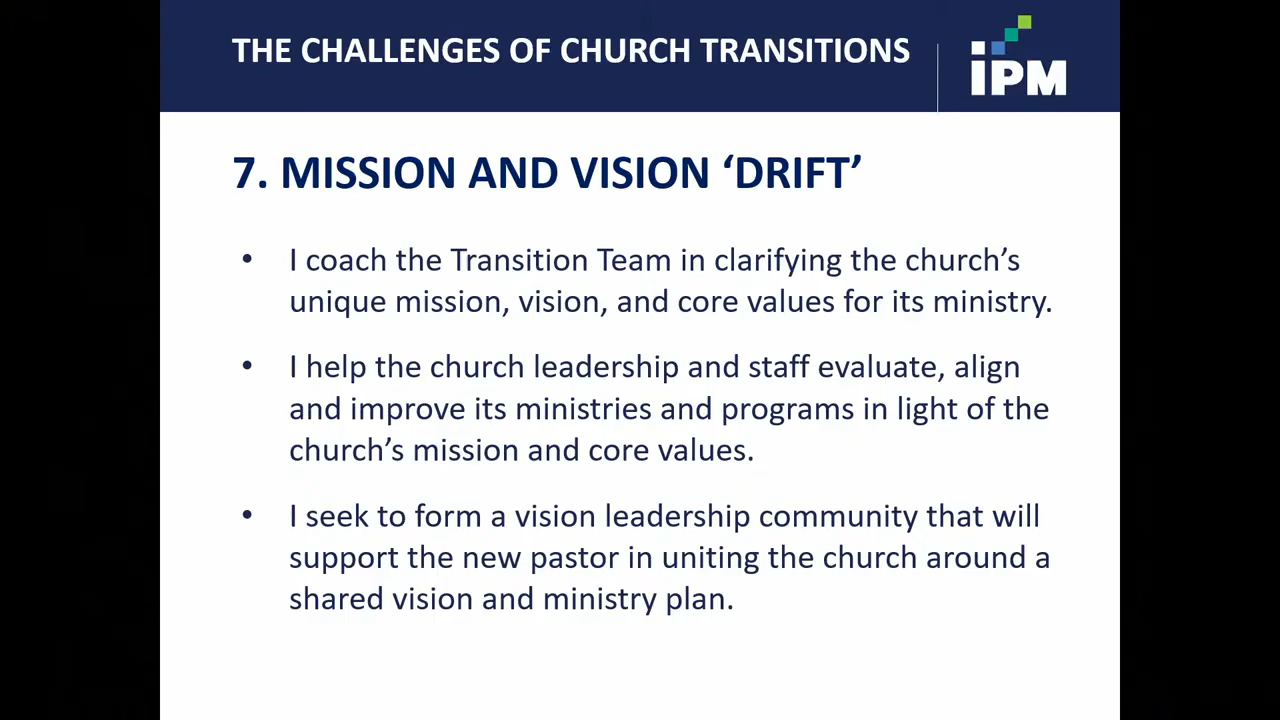 THE CHALLENGES OF CHURCH TRANSITIONS
iPM
7. MISSION AND VISION ‘DRIFT’
• I coach the Transition Team in clarifying the church’s
unique mission, vision, and core values for its ministry.
• I help the church leadership and staff evaluate, align
and improve its ministries and programs in light of the
church’s mission and core values.
• I seek to form a vision leadership community that will
support the new pastor in uniting the church around a
shared vision and ministry plan.